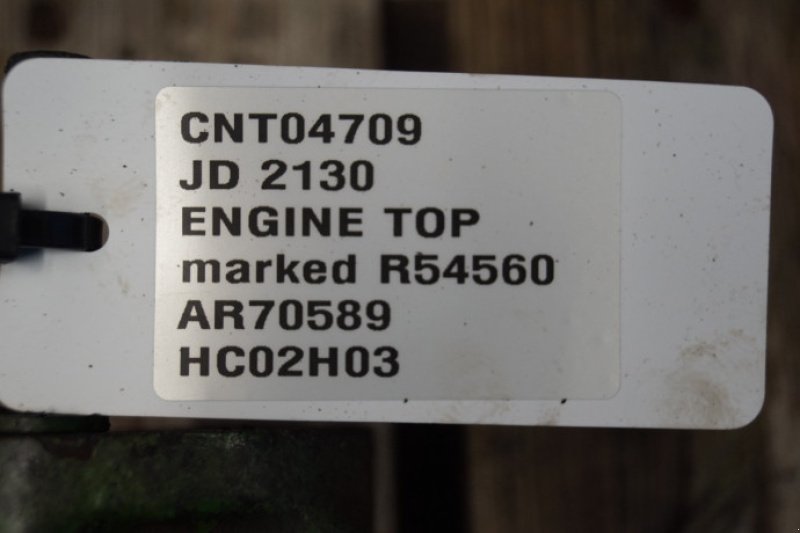 CNT04709
JD 2130
ENGINE TOP
marked R54560
AR70589
HC02H03